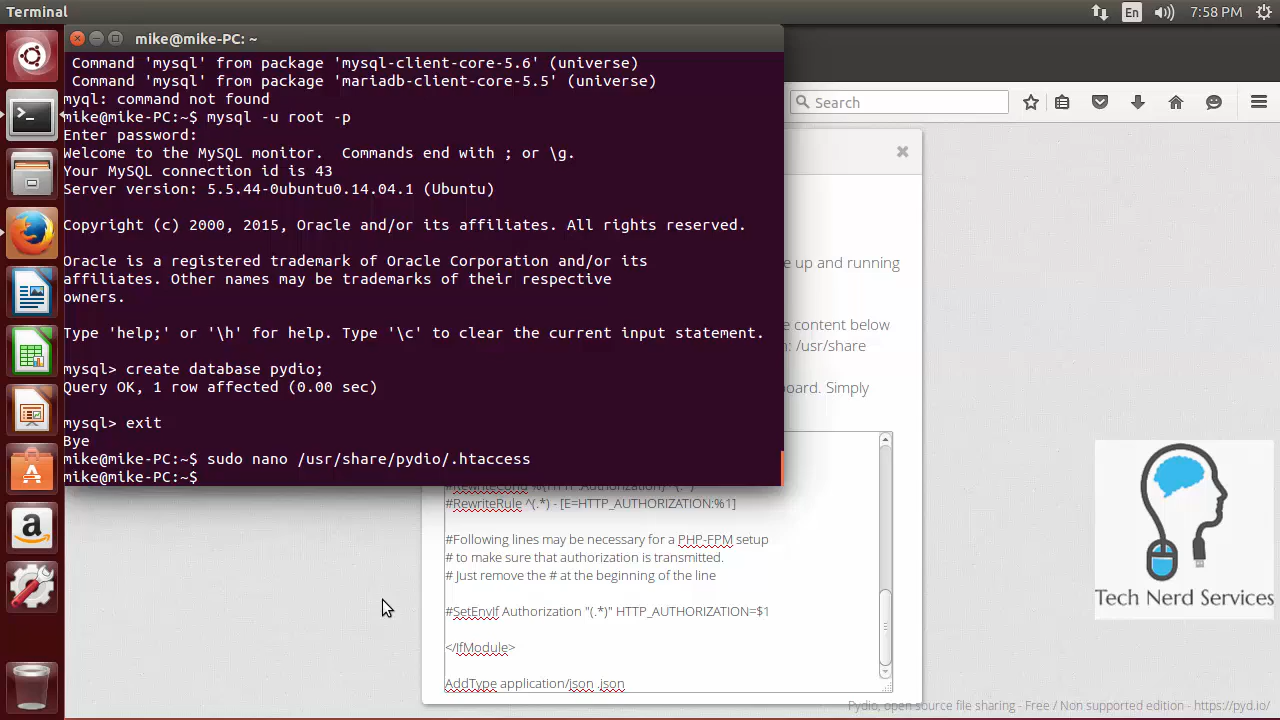 Terminal
En
7:58 PM
mike@mike-PC: ~
Command 'mysql' from package 'mysql-client-core-5.6' (universe)
Command 'mysql' from package 'mariadb-client-core-5.5' (universe)
myql: command not found
mike@mike-PC:~$ mysql -u root -p
Enter password:
Welcome to the MySQL monitor.  Commands end with ; or \g.
Your MySQL connection id is 43
Server version: 5.5.44-0ubuntu0.14.04.1 (Ubuntu)
Copyright (c) 2000, 2015, Oracle and/or its affiliates. All rights reserved.
Oracle is a registered trademark of Oracle Corporation and/or its
affiliates. Other names may be trademarks of their respective
owners.
Type 'help;' or '\h' for help. Type '\c' to clear the current input statement.
mysql> create database pydio;
Query OK, 1 row affected (0.00 sec)
mysql> exit
Bye
mike@mike-PC:~$ sudo nano /usr/share/pydio/.htaccess
mike@mike-PC:~$
Search
e up and running
e content below
n: /usr/share
oard. Simply
#RewriteRule ^(.*) - [E=HTTP_AUTHORIZATION:%1]
#Following lines may be necessary for a PHP-FPM setup
# to make sure that authorization is transmitted.
# Just remove the # at the beginning of the line
#SetEnvIf Authorization "(.*)" HTTP_AUTHORIZATION=$1
</IfModule>
AddType application/json .json
Tech Nerd Services
Pydio, open source file sharing - Free / Non supported edition - https://pyd.io/